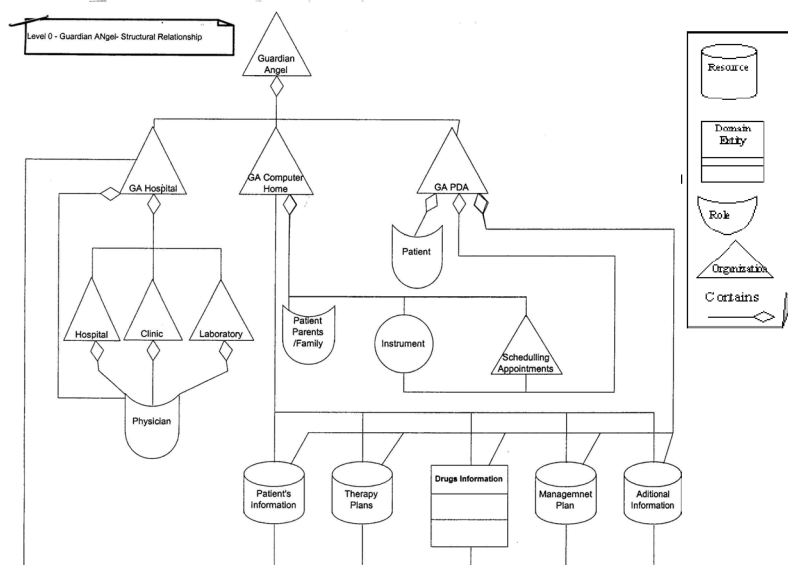 Level 0 - Guardian ANgel- Structural Relationship
Guardian
Angel
GA Hospital
GA Computer
Home
GA PDA
Patient
Hospital
Clinic
Laboratory
Patient
Parents
/Family
Instrument
Schedulling
Appointments
Physician
Patient's
Information
Therapy
Plans
Drugs Information
Managemnet
Plan
Aditional
Information
Resource
Domain
Entity
Role
Organization
Contains